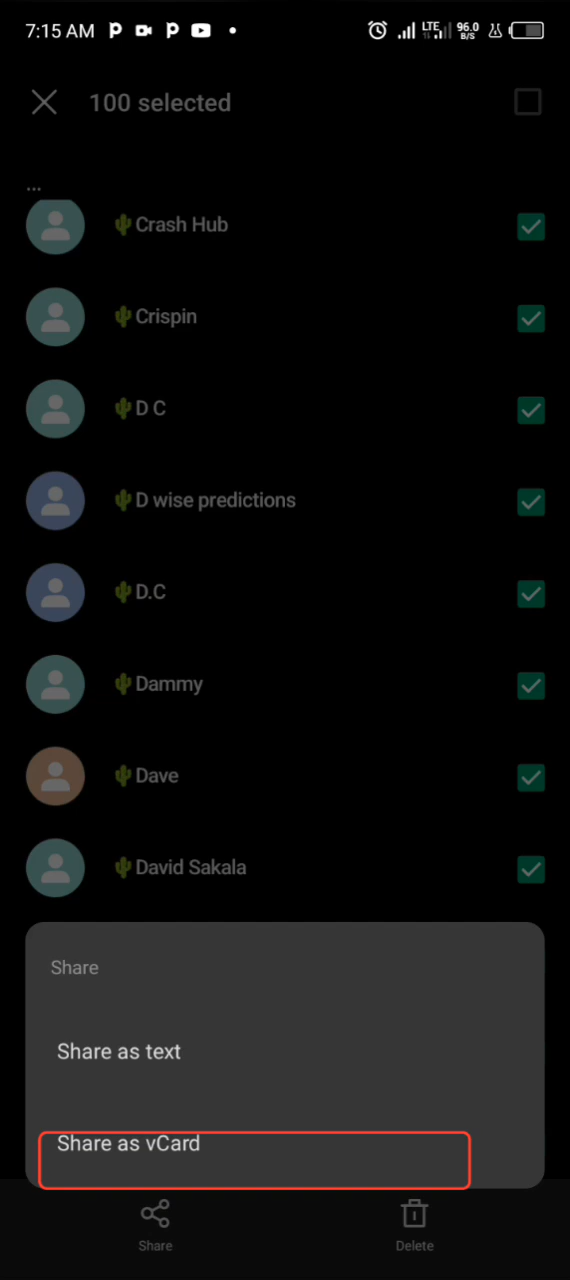 7:15 AM
LTE
96.0
B/S
100 selected
...
🌵Crash Hub
🌵Crispin
🌵D C
🌵D wise predictions
🌵D.C
🌵Dammy
🌵Dave
🌵David Sakala
Share
Share as text
Share as vCard
Share
Delete